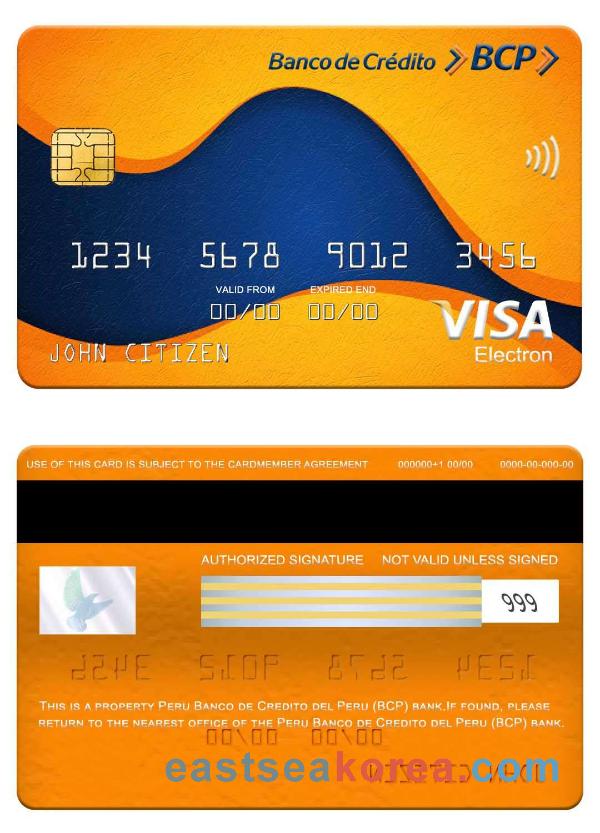 Banco de Crédito >BCP>
1234 5678 9012 3456
VALID FROM EXPIRED END
00/00 00/00
VISA
JOHN CITIZEN
Electron
USE OF THIS CARD IS SUBJECT TO THE CARDMEMBER AGREEMENT 000000+1 00/00 0000-00-000-00
AUTHORIZED SIGNATURE NOT VALID UNLESS SIGNED
999
THIS IS A PROPERTY PERU BANCO DE CREDITO DEL PERU (BCP) BANK.IF FOUND, PLEASE
RETURN TO THE NEAREST OFFICE OF THE PERU BANCO DE CREDITO DEL PERU (BCP) BANK.
eastseakorea.com